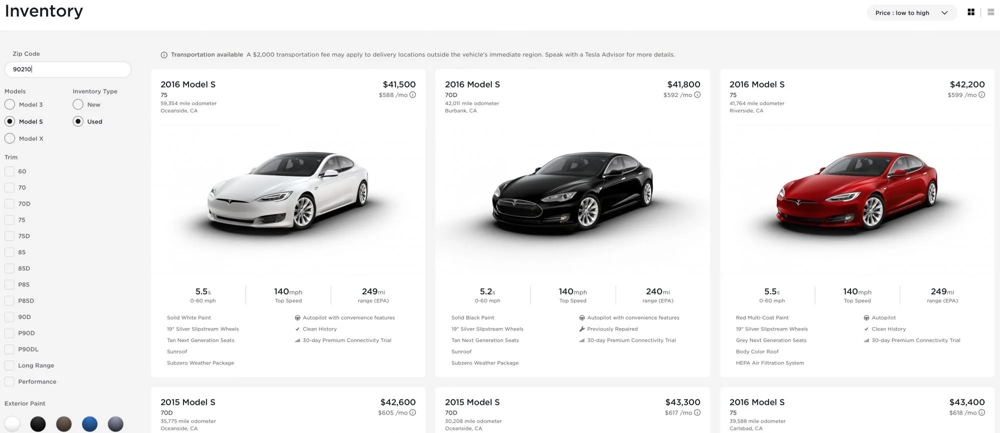 Inventory
Price : low to high
Zip Code
90210
Models
Model 3
Model S
Model X
Inventory Type
New
Used
Trim
60
70
70D
75
75D
85
85D
P85
P85D
90D
P90D
P90DL
Long Range
Performance
Exterior Paint
Transportation available A $2,000 transportation fee may apply to delivery locations outside the vehicle's immediate region. Speak with a Tesla Advisor for more details.
2016 Model S $41,500
75 $588 /mo
59,354 mile odometer
Oceanside, CA
5.5s 140mph 249mi
0-60 mph Top Speed range (EPA)
Solid White Paint
19" Silver Slipstream Wheels
Tan Next Generation Seats
Sunroof
Subzero Weather Package
Autopilot with convenience features
Clean History
30-day Premium Connectivity Trial
2016 Model S $41,800
70D $592 /mo
42,011 mile odometer
Burbank, CA
5.2s 140mph 240mi
0-60 mph Top Speed range (EPA)
Solid Black Paint
19" Silver Slipstream Wheels
Tan Next Generation Seats
Sunroof
Subzero Weather Package
Autopilot with convenience features
Previously Repaired
30-day Premium Connectivity Trial
2016 Model S $42,200
75 $599 /mo
41,764 mile odometer
Riverside, CA
5.5s 140mph 249mi
0-60 mph Top Speed range (EPA)
Red Multi-Coat Paint
19" Silver Slipstream Wheels
Grey Next Generation Seats
Body Color Roof
HEPA Air Filtration System
Autopilot
Clean History
30-day Premium Connectivity Trial
2015 Model S $42,600
70D $605 /mo
35,775 mile odometer
Oceanside, CA
2015 Model S $43,300
70D $617 /mo
30,208 mile odometer
Oceanside, CA
2016 Model S $43,400
75 $618 /mo
39,588 mile odometer
Carlsbad, CA